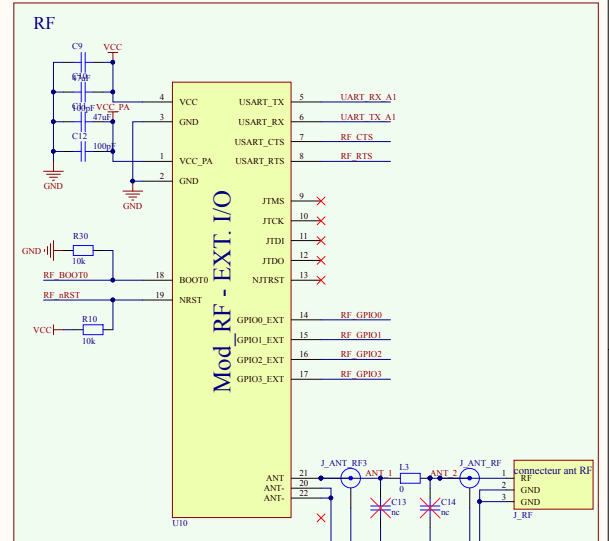 RF
C9
VCC
47uF
C11
100pF
VCC_PA
47uF
C12
100pF
GND
GND
4 VCC
3 GND
1 VCC_PA
2 GND
18 BOOT0
19 NRST
GND
R30
10k
RF_BOOT0
RF_nRST
VCC
R10
10k
Mod_RF - EXT. I/O
USART_TX 5 UART_RX_A1
USART_RX 6 UART_TX_A1
USART_CTS 7 RF_CTS
USART_RTS 8 RF_RTS
JTMS 9
JTCK 10
JTDI 11
JTDO 12
NJTRST 13
GPIO0_EXT 14 RF_GPIO0
GPIO1_EXT 15 RF_GPIO1
GPIO2_EXT 16 RF_GPIO2
GPIO3_EXT 17 RF_GPIO3
ANT 21
ANT- 20
ANT- 22
U10
J_ANT_RF3
ANT_1
L3
0
ANT_2
J_ANT_RF
C13
nc
C14
nc
connecteur ant RF
1 RF
2 GND
3 GND
J_RF